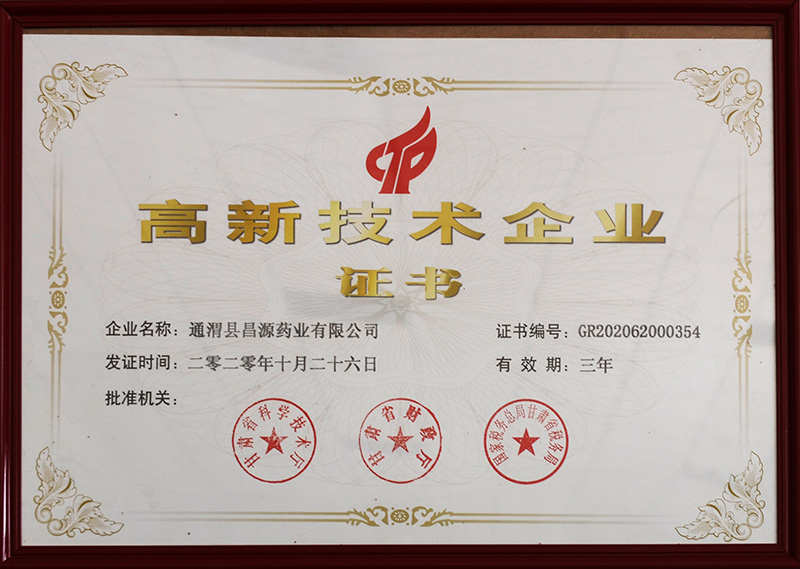 CTP
高新技术企业
证书
企业名称：通渭县昌源药业有限公司
证书编号：GR202062000354
发证时间：二零二零年十月二十六日
有效期：三年
批准机关：
甘肃省科学技术厅
甘肃省财政厅
国家税务总局甘肃省税务局